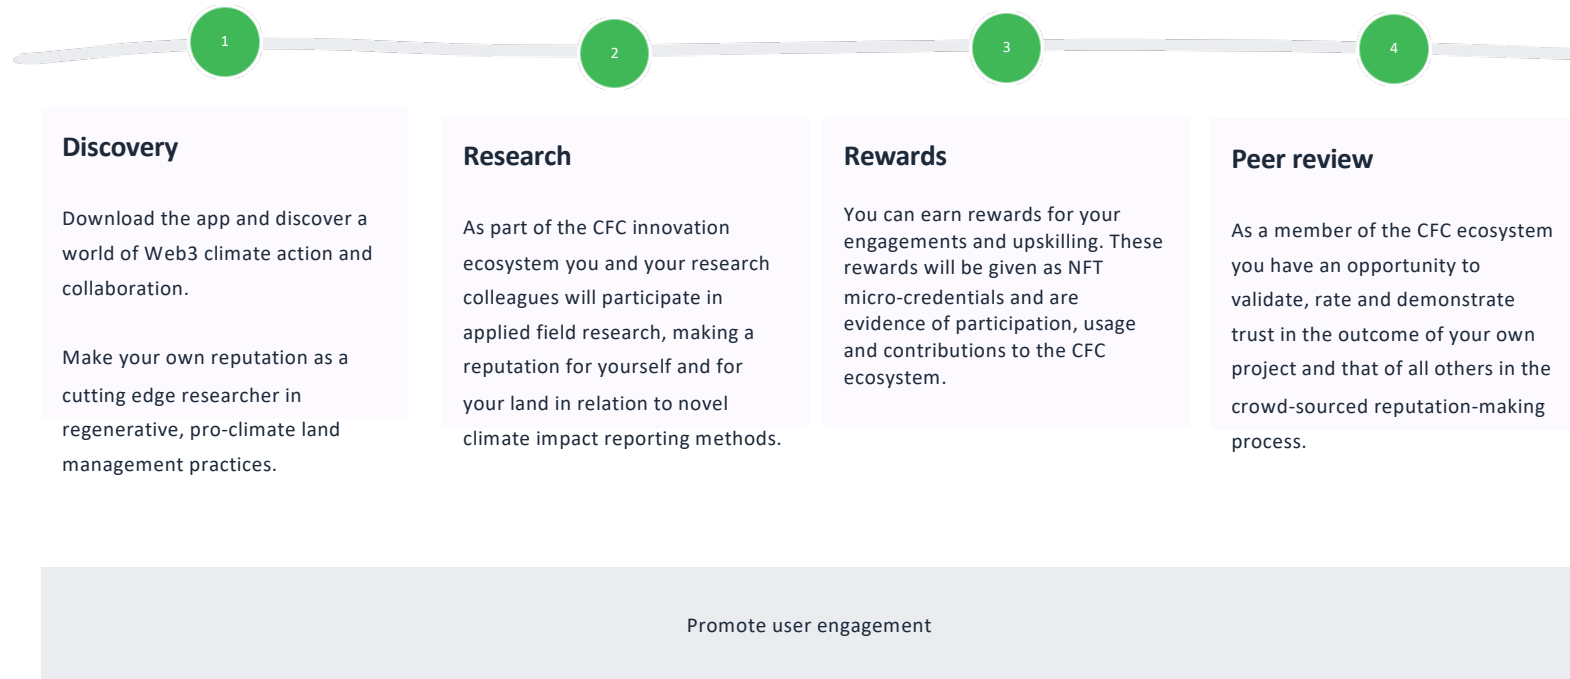 1
2
3
4
Discovery
Download the app and discover a
world of Web3 climate action and
collaboration.
Make your own reputation as a
cutting edge researcher in
regenerative, pro-climate land
management practices.
Research
As part of the CFC innovation
ecosystem you and your research
colleagues will participate in
applied field research, making a
reputation for yourself and for
your land in relation to novel
climate impact reporting methods.
Rewards
You can earn rewards for your
engagements and upskilling. These
rewards will be given as NFT
micro-credentials and are
evidence of participation, usage
and contributions to the CFC
ecosystem.
Peer review
As a member of the CFC ecosystem
you have an opportunity to
validate, rate and demonstrate
trust in the outcome of your own
project and that of all others in the
crowd-sourced reputation-making
process.
Promote user engagement